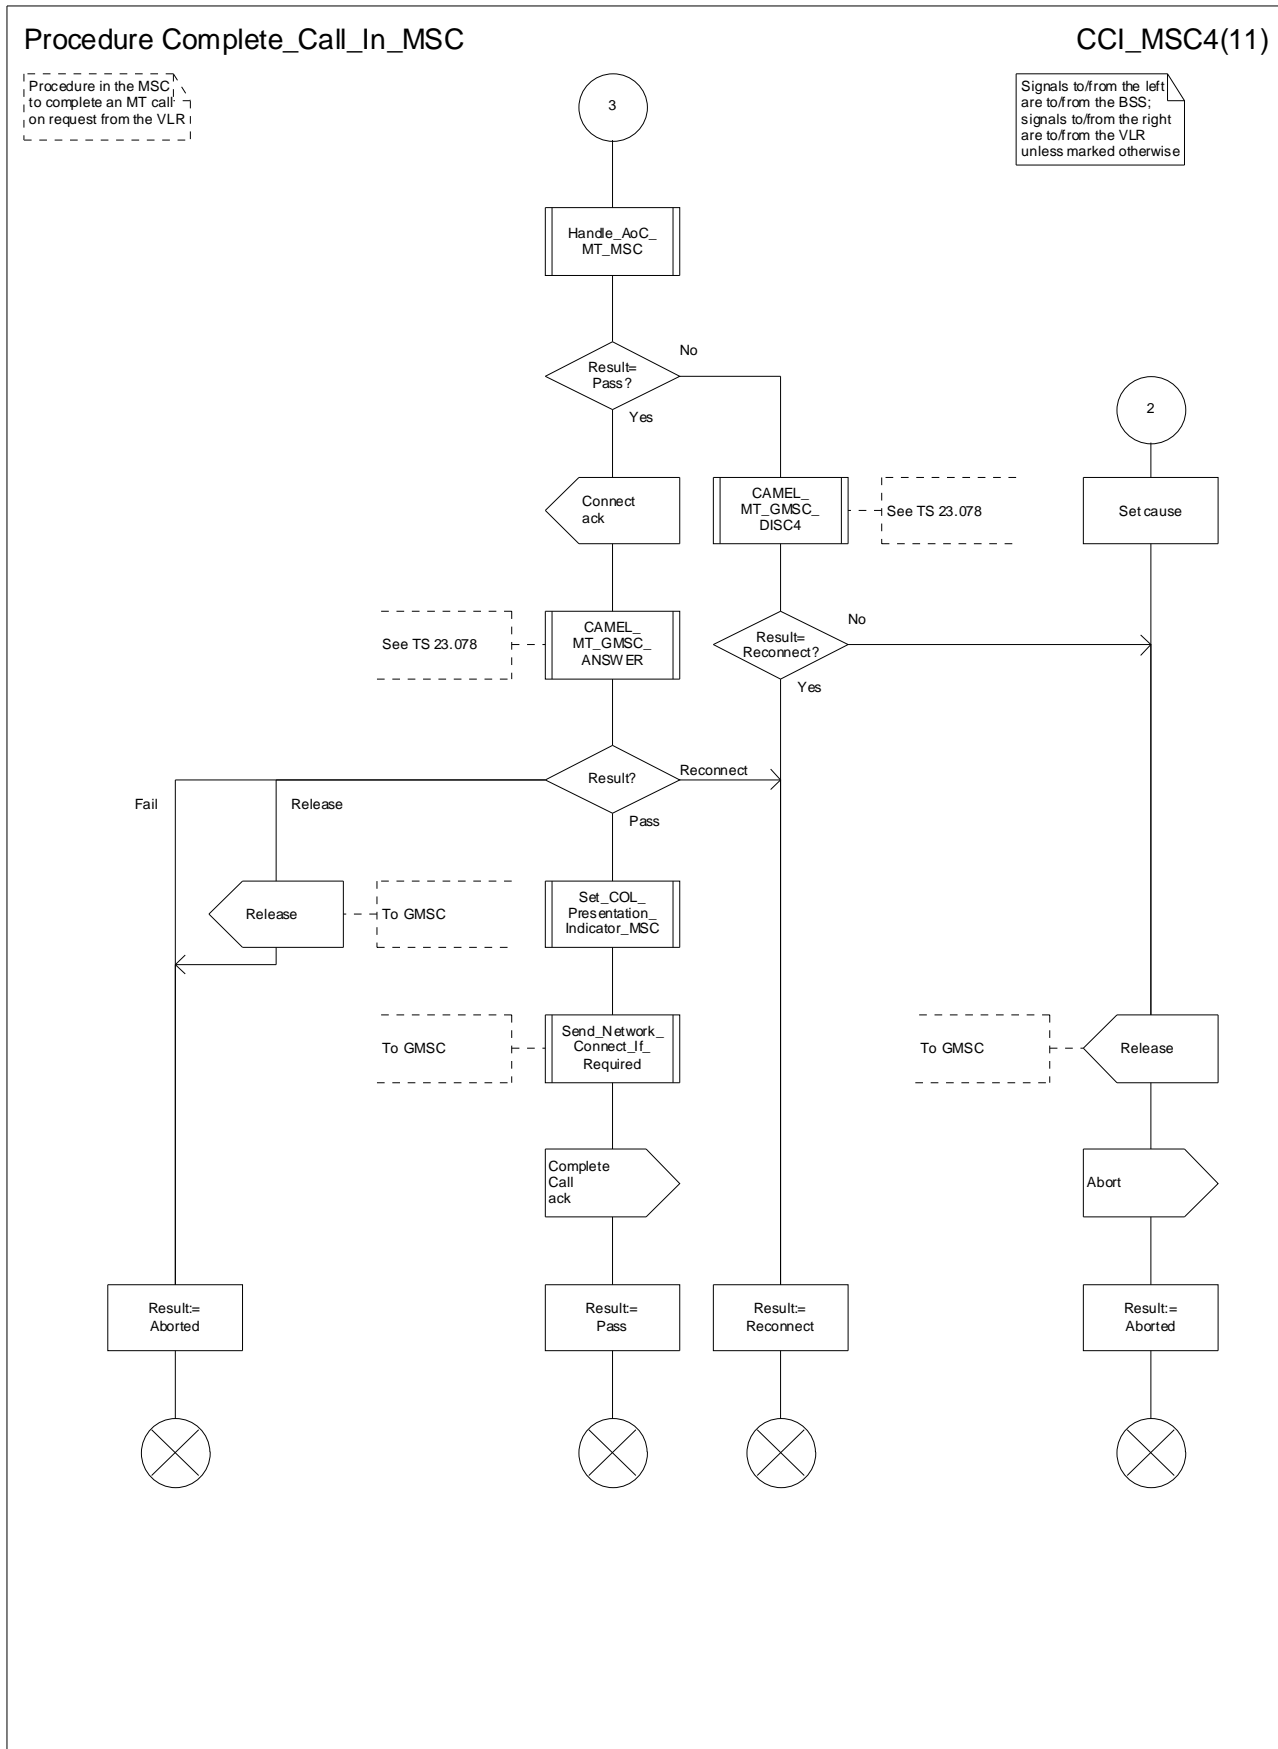 Procedure Complete_Call_In_MSC
CCI_MSC4(11)
Procedure in the MSC
to complete an MT call
on request from the VLR
Signals to/from the left
are to/from the BSS;
signals to/from the right
are to/from the VLR
unless marked otherwise
3
Handle_AoC_
MT_MSC
Result=
Pass?
No
Yes
2
Connect
ack
CAMEL_
MT_GMSC_
DISC4
See TS 23.078
Set cause
See TS 23.078
CAMEL_
MT_GMSC_
ANSWER
Result=
Reconnect?
No
Yes
Result?
Reconnect
Fail
Release
Pass
Release
To GMSC
Set_COL_
Presentation_
Indicator_MSC
To GMSC
Send_Network_
Connect_If_
Required
To GMSC
Release
Complete
Call
ack
Abort
Result:=
Aborted
Result:=
Pass
Result:=
Reconnect
Result:=
Aborted